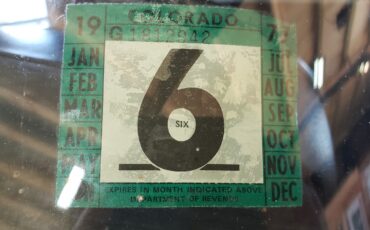 19 COLORADO 73
G 1812942
JAN
FEB
MAR
APR
MAY
6
SIX
JUL
AUG
SEP
OCT
NOV
DEC
EXPIRES IN MONTH INDICATED ABOVE
DEPARTMENT OF REVENUE